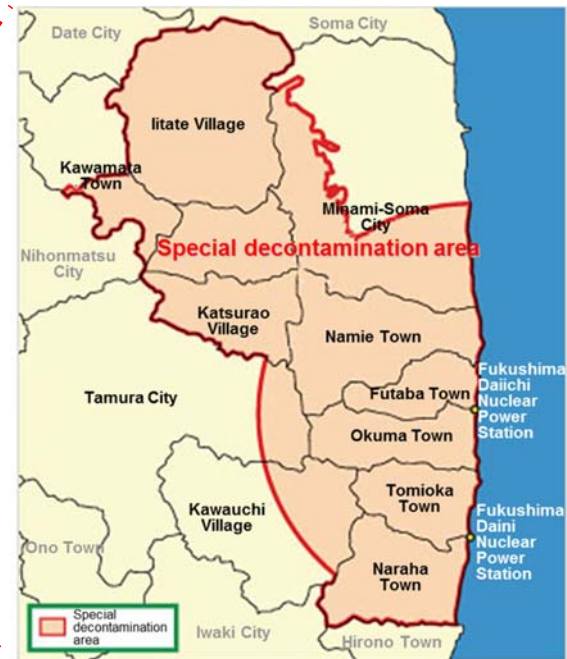 Date City
Soma City
Iitate Village
Kawamata
Town
Minami-Soma
City
Special decontamination area
Nihonmatsu
City
Katsurao
Village
Namie Town
Fukushima
Daiichi
Nuclear
Power
Station
Futaba Town
Tamura City
Okuma Town
Tomioka
Town
Kawauchi
Village
Fukushima
Daini
Nuclear
Power
Station
Ono Town
Naraha
Town
Special
decontamination
area
Iwaki City
Hirono Town